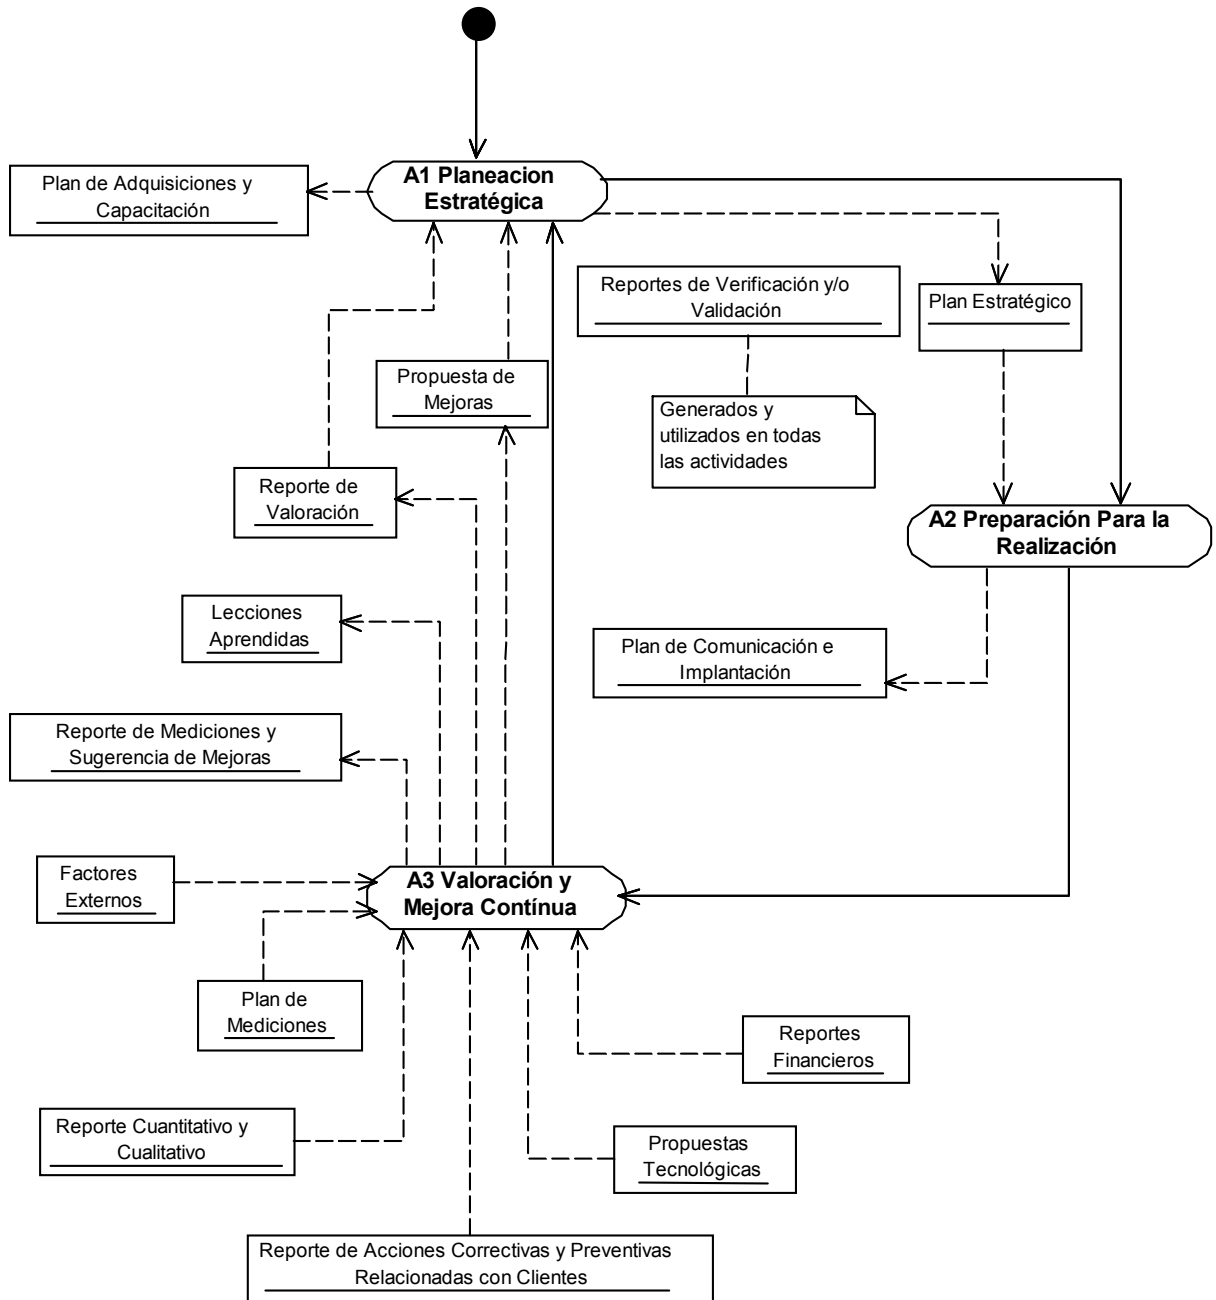 A1 Planeacion
Estratégica
Plan de Adquisiciones y
Capacitación
Reportes de Verificación y/o
Validación
Plan Estratégico
Propuesta de
Mejoras
Generados y
utilizados en todas
las actividades
Reporte de
Valoración
A2 Preparación Para la
Realización
Lecciones
Aprendidas
Plan de Comunicación e
Implantación
Reporte de Mediciones y
Sugerencia de Mejoras
Factores
Externos
A3 Valoración y
Mejora Contínua
Plan de
Mediciones
Reportes
Financieros
Reporte Cuantitativo y
Cualitativo
Propuestas
Tecnológicas
Reporte de Acciones Correctivas y Preventivas
Relacionadas con Clientes